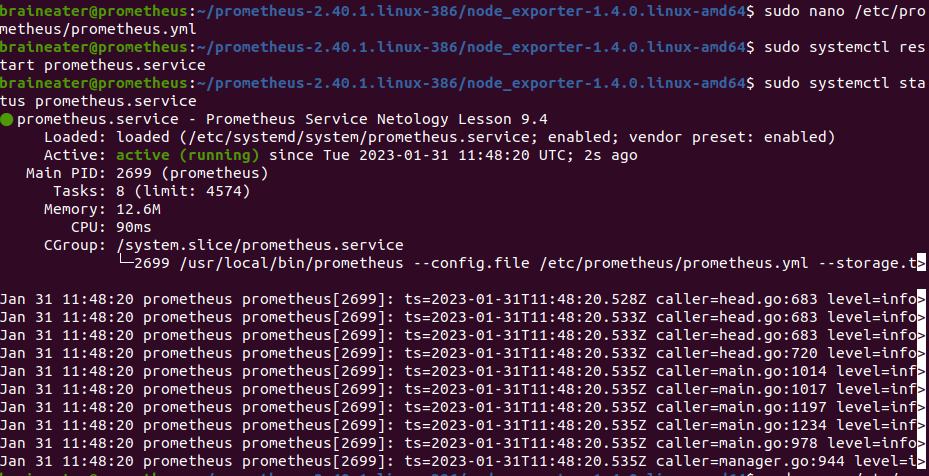 braineater@prometheus:~/prometheus-2.40.1.linux-386/node_exporter-1.4.0.linux-amd64$ sudo nano /etc/pro
metheus/prometheus.yml
braineater@prometheus:~/prometheus-2.40.1.linux-386/node_exporter-1.4.0.linux-amd64$ sudo systemctl res
tart prometheus.service
braineater@prometheus:~/prometheus-2.40.1.linux-386/node_exporter-1.4.0.linux-amd64$ sudo systemctl sta
tus prometheus.service
● prometheus.service - Prometheus Service Netology Lesson 9.4
     Loaded: loaded (/etc/systemd/system/prometheus.service; enabled; vendor preset: enabled)
     Active: active (running) since Tue 2023-01-31 11:48:20 UTC; 2s ago
   Main PID: 2699 (prometheus)
      Tasks: 8 (limit: 4574)
     Memory: 12.6M
        CPU: 90ms
     CGroup: /system.slice/prometheus.service
             └─2699 /usr/local/bin/prometheus --config.file /etc/prometheus/prometheus.yml --storage.t>
Jan 31 11:48:20 prometheus prometheus[2699]: ts=2023-01-31T11:48:20.528Z caller=head.go:683 level=info>
Jan 31 11:48:20 prometheus prometheus[2699]: ts=2023-01-31T11:48:20.533Z caller=head.go:683 level=info>
Jan 31 11:48:20 prometheus prometheus[2699]: ts=2023-01-31T11:48:20.533Z caller=head.go:683 level=info>
Jan 31 11:48:20 prometheus prometheus[2699]: ts=2023-01-31T11:48:20.533Z caller=head.go:720 level=info>
Jan 31 11:48:20 prometheus prometheus[2699]: ts=2023-01-31T11:48:20.535Z caller=main.go:1014 level=inf>
Jan 31 11:48:20 prometheus prometheus[2699]: ts=2023-01-31T11:48:20.535Z caller=main.go:1017 level=inf>
Jan 31 11:48:20 prometheus prometheus[2699]: ts=2023-01-31T11:48:20.535Z caller=main.go:1197 level=inf>
Jan 31 11:48:20 prometheus prometheus[2699]: ts=2023-01-31T11:48:20.535Z caller=main.go:1234 level=inf>
Jan 31 11:48:20 prometheus prometheus[2699]: ts=2023-01-31T11:48:20.535Z caller=main.go:978 level=info>
Jan 31 11:48:20 prometheus prometheus[2699]: ts=2023-01-31T11:48:20.535Z caller=manager.go:944 level=i>